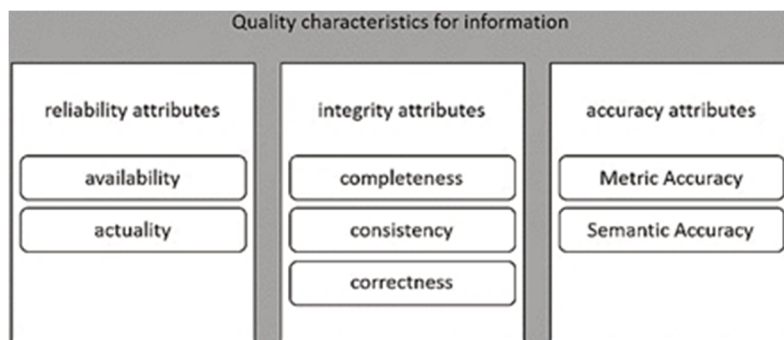 Quality characteristics for information
reliability attributes
availability
actuality
integrity attributes
completeness
consistency
correctness
accuracy attributes
Metric Accuracy
Semantic Accuracy